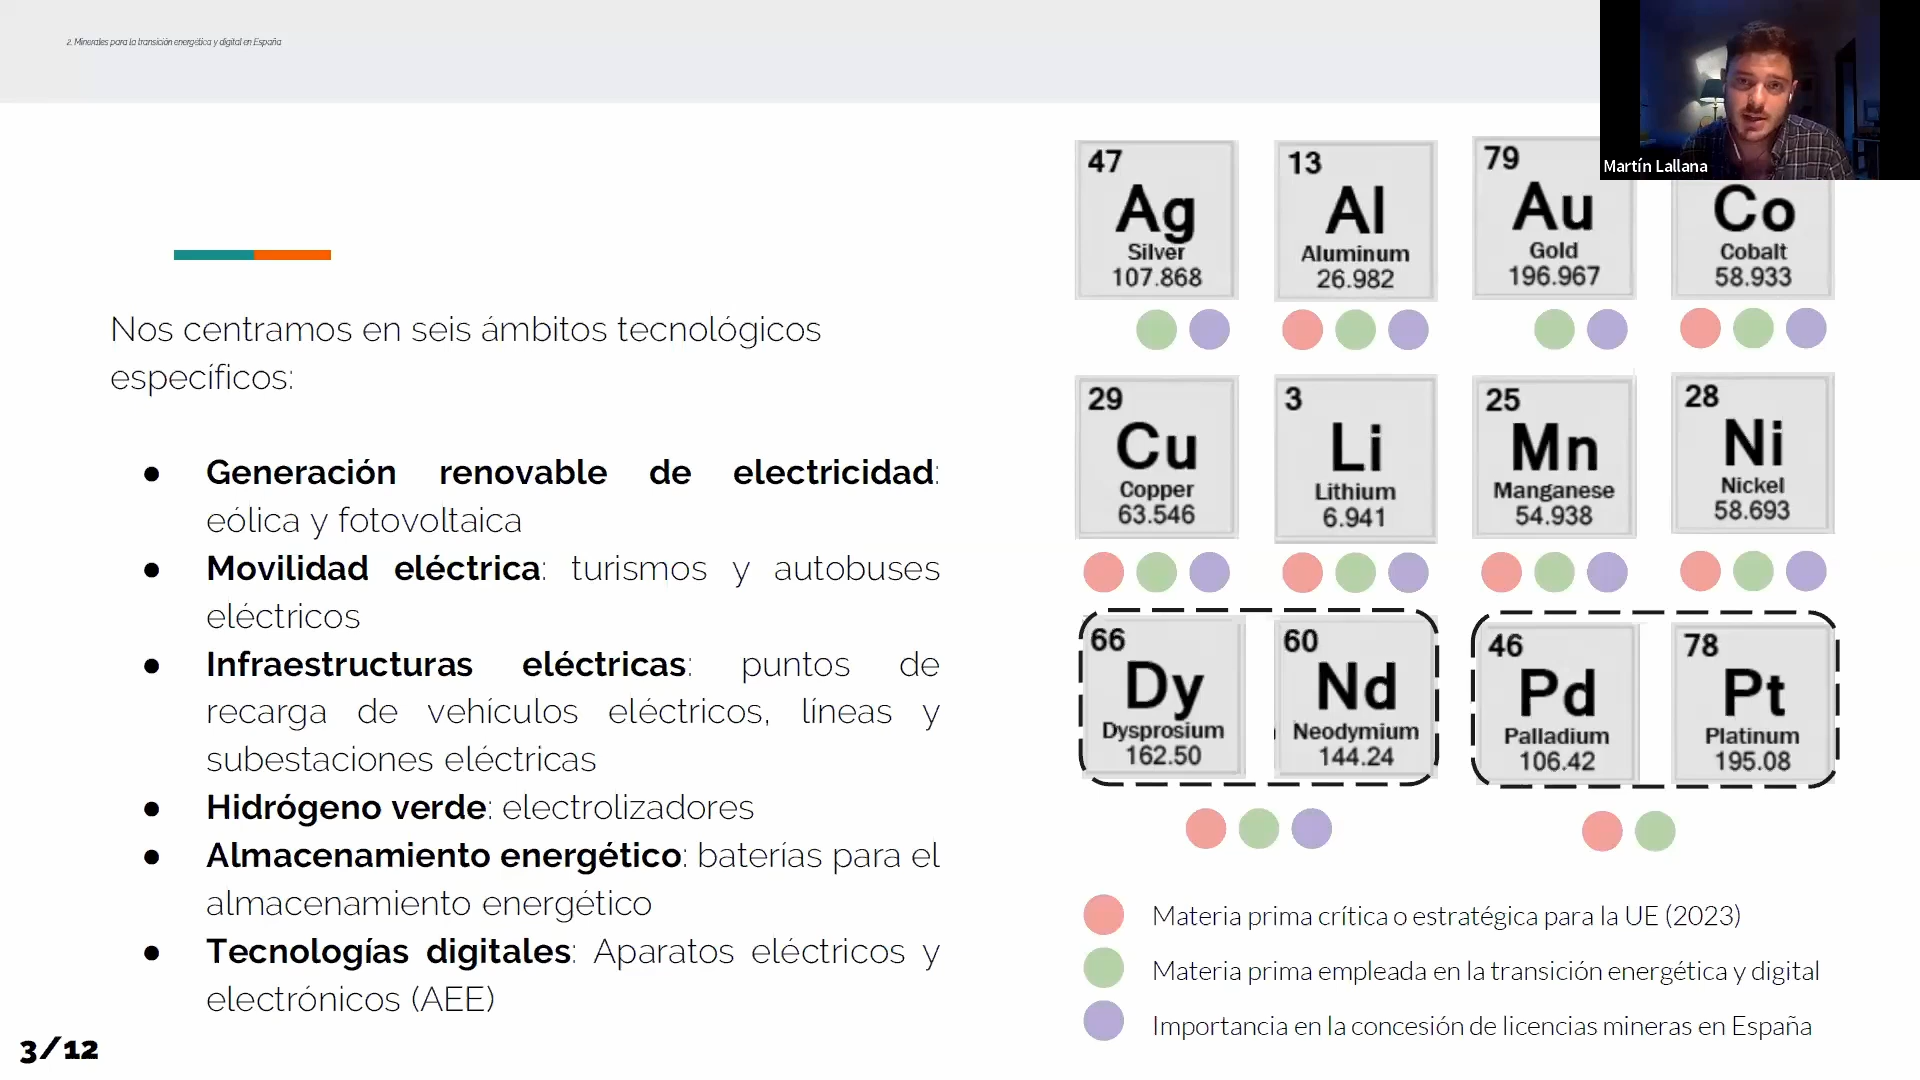 2. Minerales para la transición energética y digital en España
Martín Lallana
Nos centramos en seis ámbitos tecnológicos
específicos:
● Generación renovable de electricidad:
eólica y fotovoltaica
● Movilidad eléctrica: turismos y autobuses
eléctricos
● Infraestructuras eléctricas: puntos de
recarga de vehículos eléctricos, líneas y
subestaciones eléctricas
● Hidrógeno verde: electrolizadores
● Almacenamiento energético: baterías para el
almacenamiento energético
● Tecnologías digitales: Aparatos eléctricos y
electrónicos (AEE)
3/12
47
Ag
Silver
107.868
13
Al
Aluminum
26.982
79
Au
Gold
196.967
Co
Cobalt
58.933
29
Cu
Copper
63.546
3
Li
Lithium
6.941
25
Mn
Manganese
54.938
28
Ni
Nickel
58.693
66
Dy
Dysprosium
162.50
60
Nd
Neodymium
144.24
46
Pd
Palladium
106.42
78
Pt
Platinum
195.08
Materia prima crítica o estratégica para la UE (2023)
Materia prima empleada en la transición energética y digital
Importancia en la concesión de licencias mineras en España